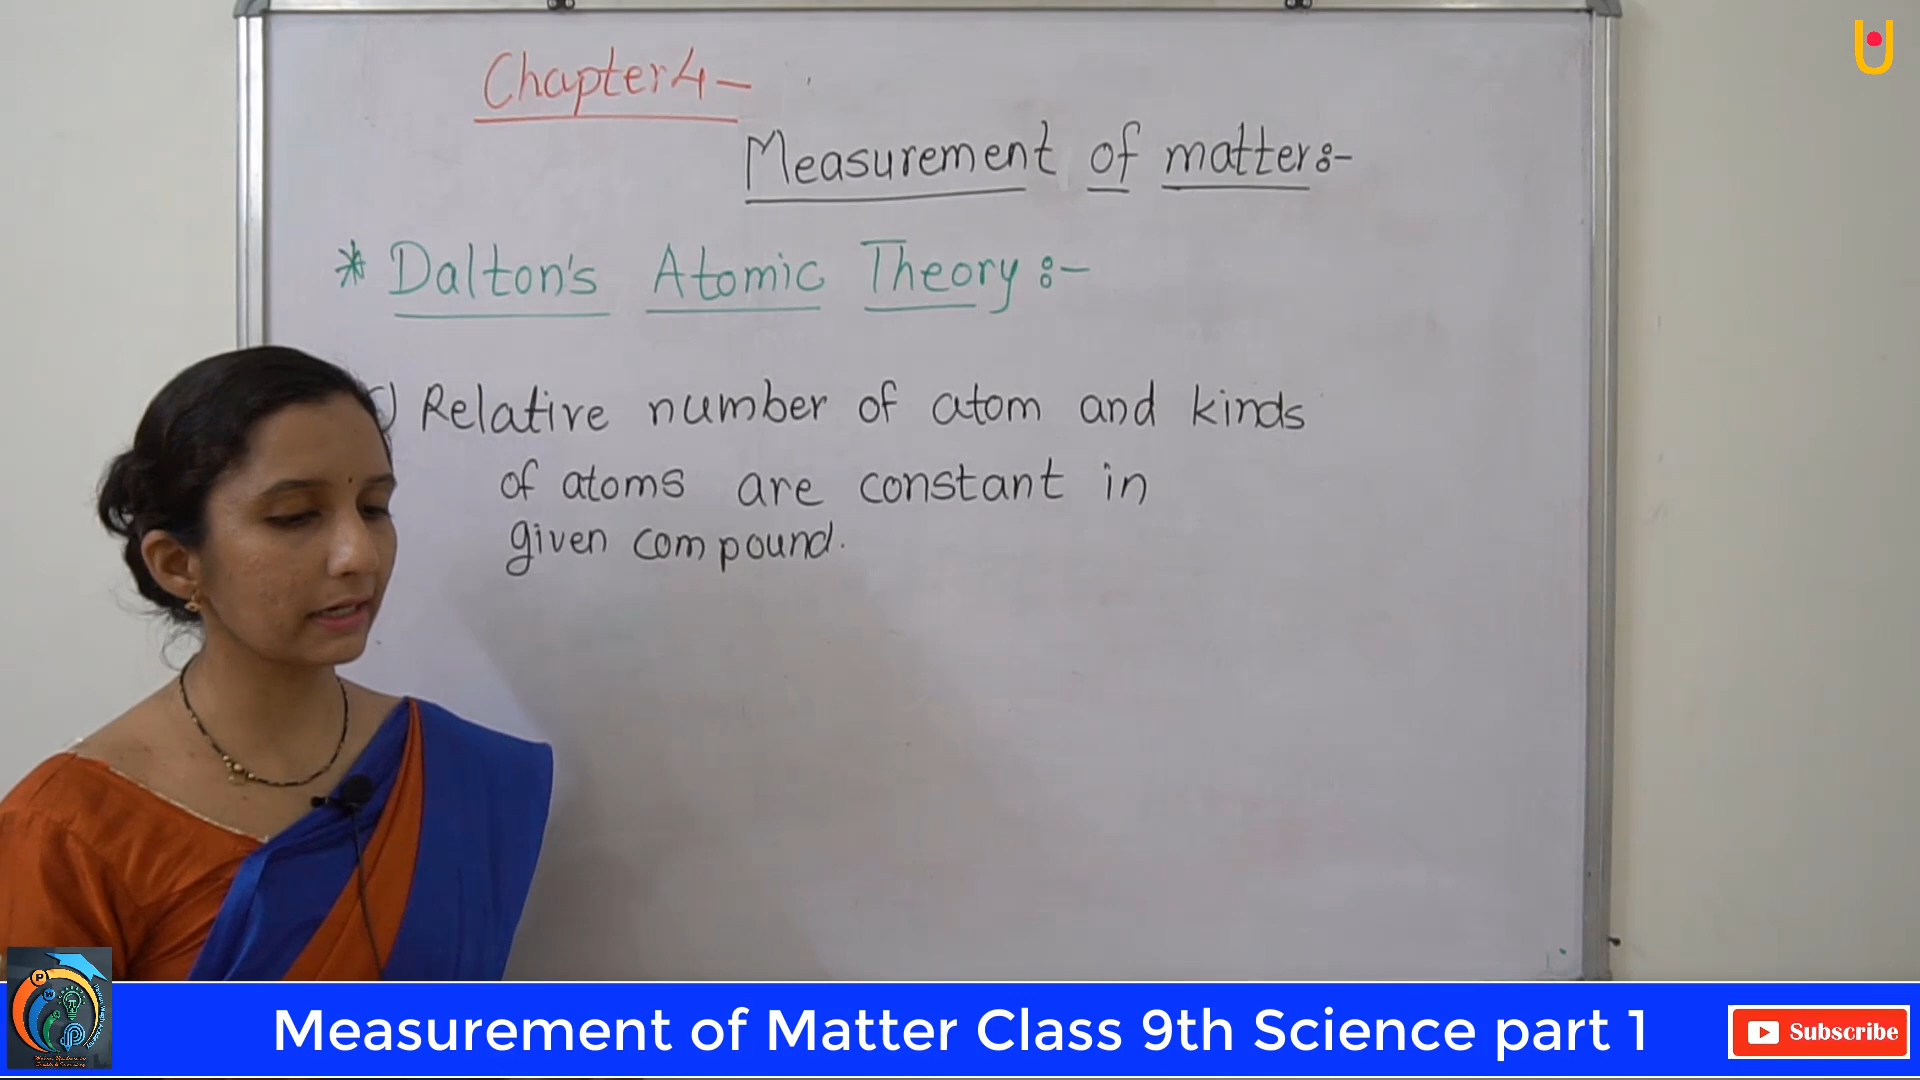 Chapter 4 -
Measurement of matter:-
* Dalton's Atomic Theory :-
) Relative number of atom and kinds
of atoms are constant in
given compound.
Measurement of Matter Class 9th Science part 1
Subscribe